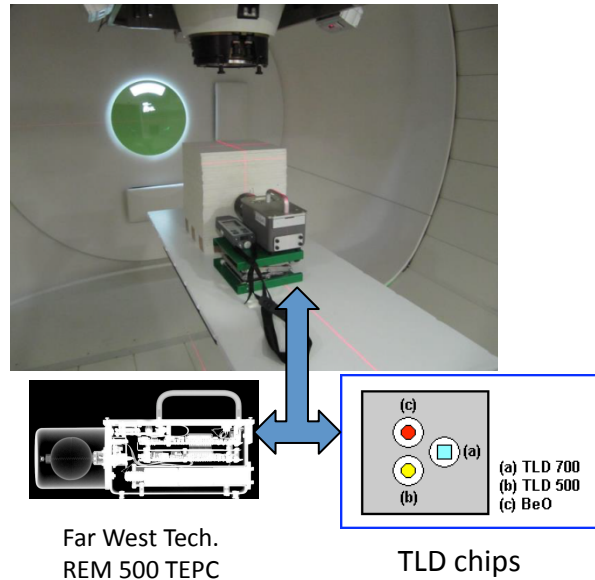 (c)
(a)
(b)
(a) TLD 700
(b) TLD 500
(c) BeO
Far West Tech.
REM 500 TEPC
TLD chips